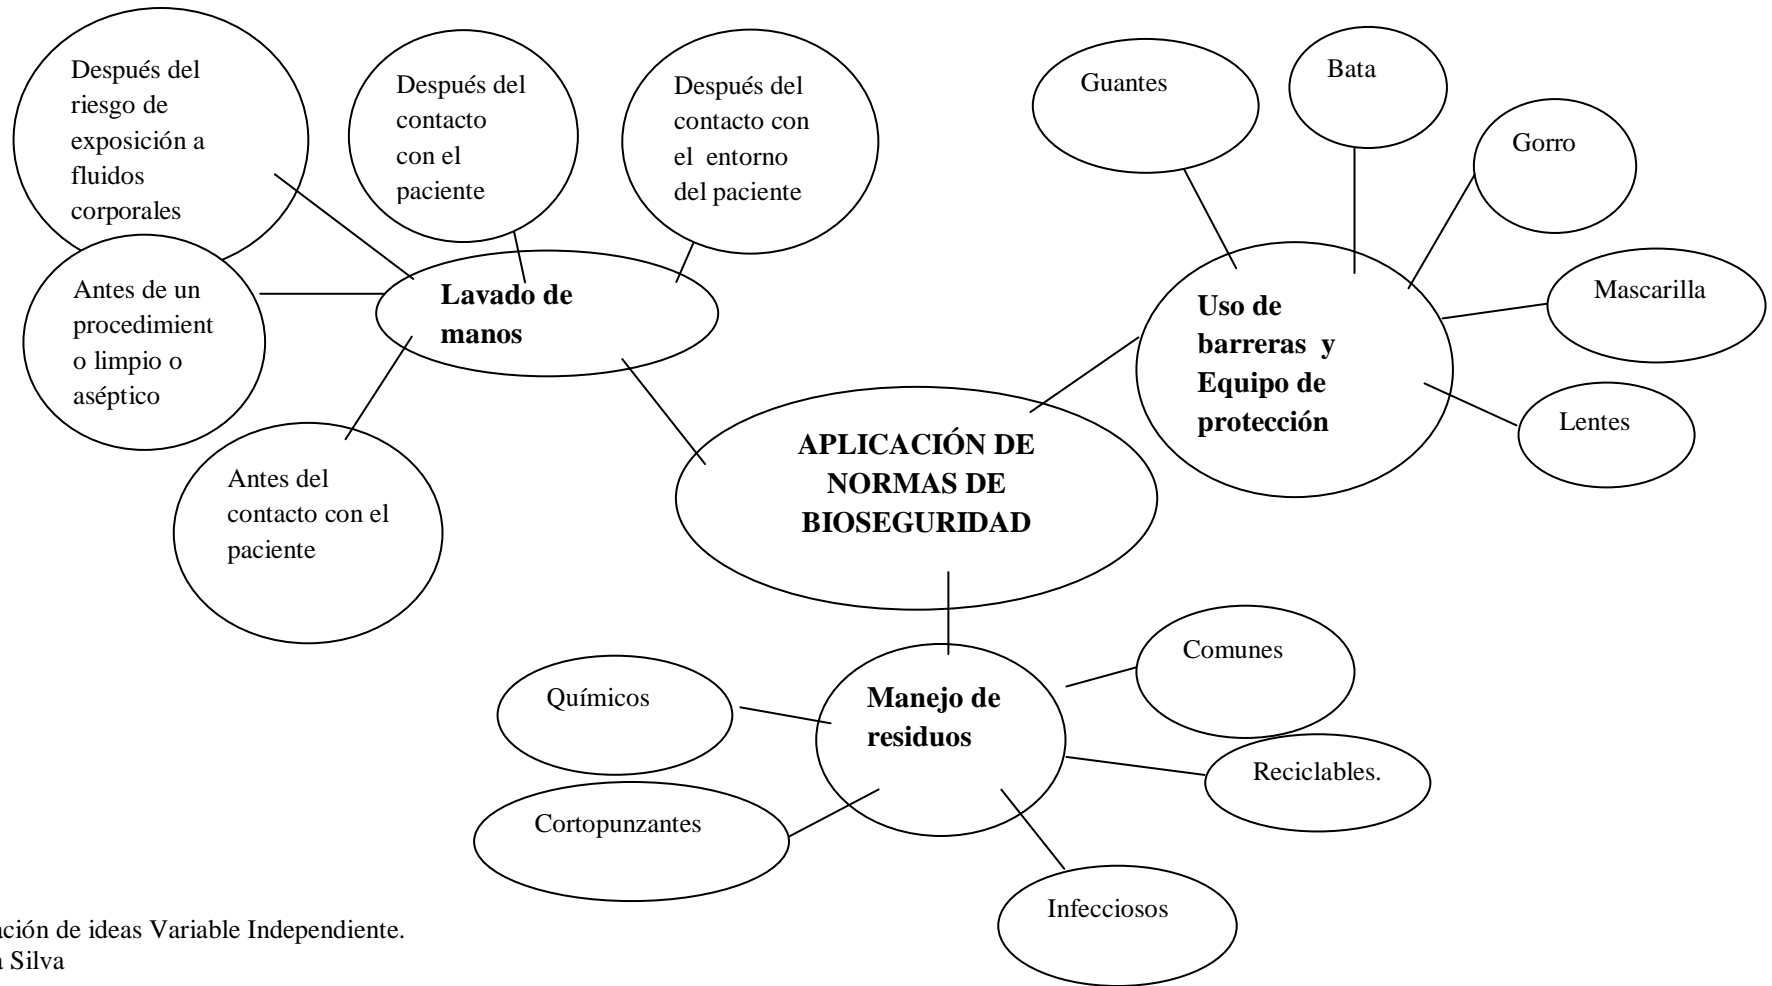 Después del
riesgo de
exposición a
fluidos
corporales
Después del
contacto
con el
paciente
Después del
contacto con
el entorno
del paciente
Guantes
Bata
Gorro
Mascarilla
Lentes
Antes de un
procedimient
o limpio o
aséptico
Lavado de
manos
Uso de
barreras y
Equipo de
protección
Antes del
contacto con el
paciente
APLICACIÓN DE
NORMAS DE
BIOSEGURIDAD
Químicos
Manejo de
residuos
Comunes
Reciclables.
Cortopunzantes
Infecciosos
ación de ideas Variable Independiente.
a Silva